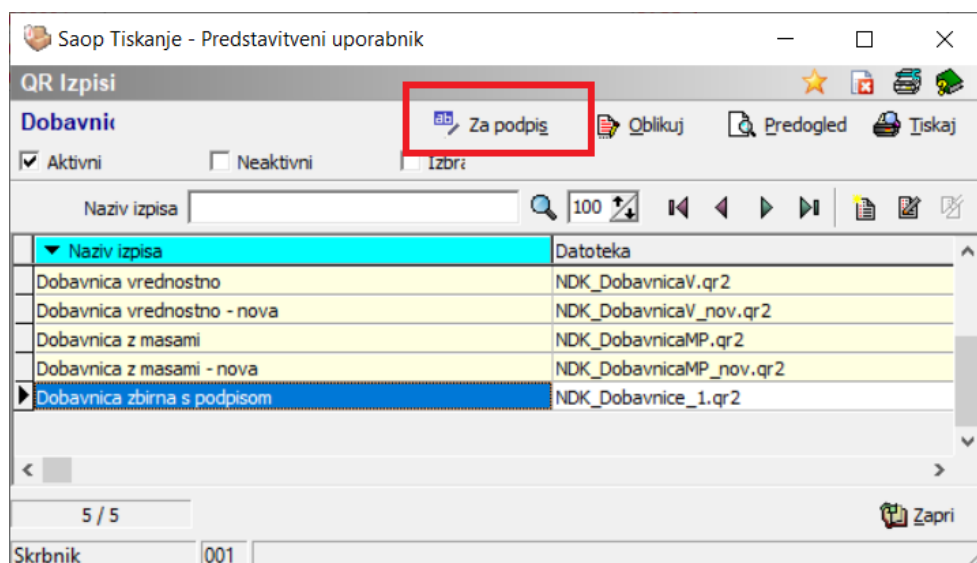 Saop Tiskanje - Predstavitveni uporabnik
QR Izpisi
Dobavnic Za podpis Oblikuj Predogled Tiskaj
Aktivni Neaktivni Izbra
Naziv izpisa 100
Naziv izpisa Datoteka
Dobavnica vrednostno NDK_DobavnicaV.qr2
Dobavnica vrednostno - nova NDK_DobavnicaV_nov.qr2
Dobavnica z masami NDK_DobavnicaMP.qr2
Dobavnica z masami - nova NDK_DobavnicaMP_nov.qr2
Dobavnica zbirna s podpisom NDK_Dobavnice_1.qr2
5 / 5 Zapri
Skrbnik 001